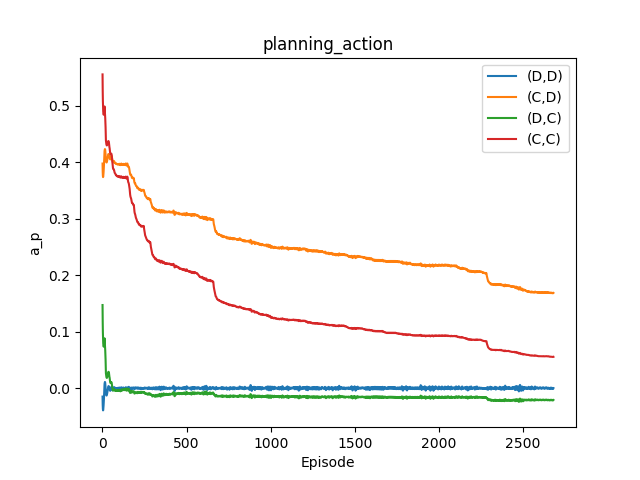 planning_action
(D,D)
(C,D)
(D,C)
(C,C)
a_p
0.5
0.4
0.3
0.2
0.1
0.0
0 500 1000 1500 2000 2500
Episode